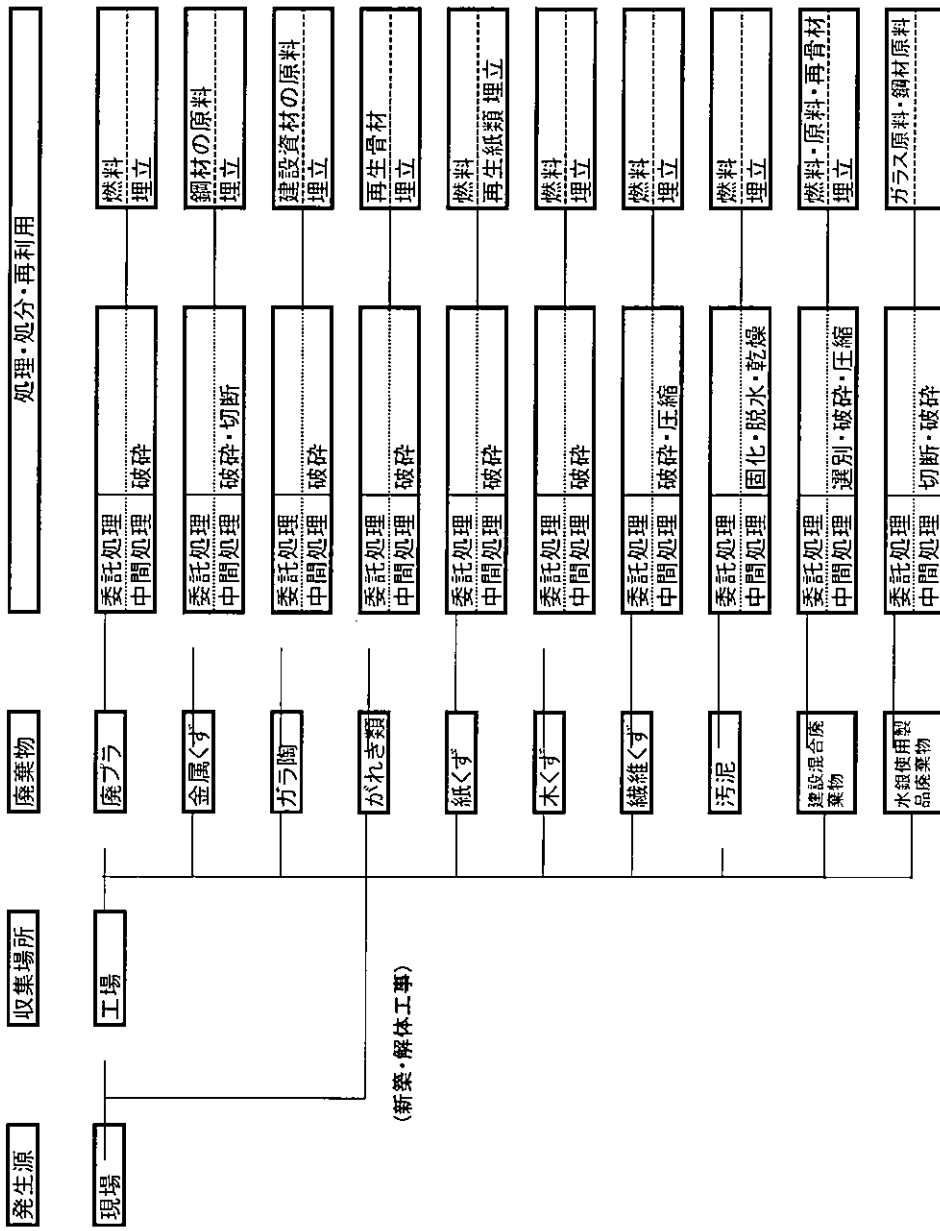 発生源
収集場所
廃棄物
処理・処分・再利用
現場
工場
(新築・解体工事)
廃プラ
委託処理
中間処理
破砕
燃料
埋立
金属くず
委託処理
中間処理
破砕・切断
鋼材の原料
埋立
ガラ陶
委託処理
中間処理
破砕
建設資材の原料
埋立
がれき類
委託処理
中間処理
破砕
再生骨材
埋立
紙くず
委託処理
中間処理
破砕
燃料
再生紙類 埋立
木くず
委託処理
中間処理
破砕
燃料
埋立
繊維くず
委託処理
中間処理
破砕・圧縮
燃料
埋立
汚泥
委託処理
中間処理
固化・脱水・乾燥
燃料
埋立
建設混合廃
棄物
委託処理
中間処理
選別・破砕・圧縮
燃料・原料・再骨材
埋立
水銀使用製
品廃棄物
委託処理
中間処理
切断・破砕
ガラス原料・鋼材原料